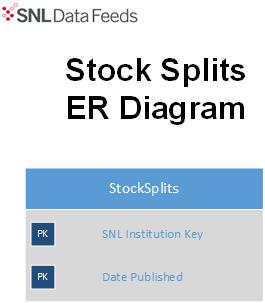 SNL Data Feeds
Stock Splits
ER Diagram
StockSplits
PK SNL Institution Key
PK Date Published